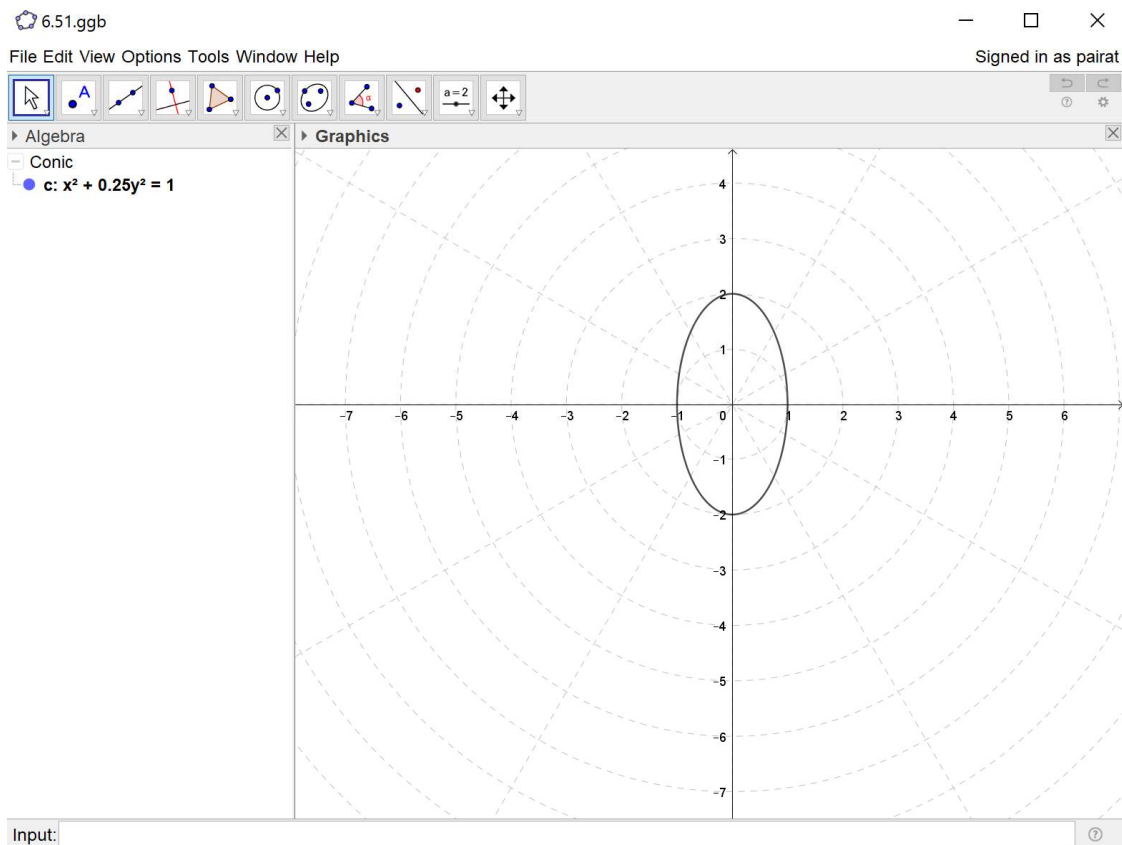 6.51.ggb
File Edit View Options Tools Window Help
Signed in as pairat
A
α
a=2
Algebra
Graphics
Conic
c: x² + 0.25y² = 1
4
3
2
1
-7 -6 -5 -4 -3 -2 -1 0 1 2 3 4 5 6
-1
-2
-3
-4
-5
-6
-7
Input: